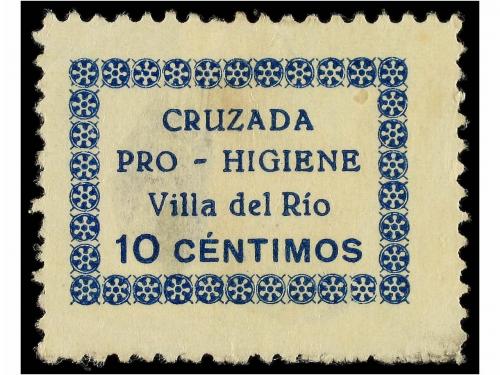 CRUZADA
PRO - HIGIENE
Villa del Río
10 CÉNTIMOS